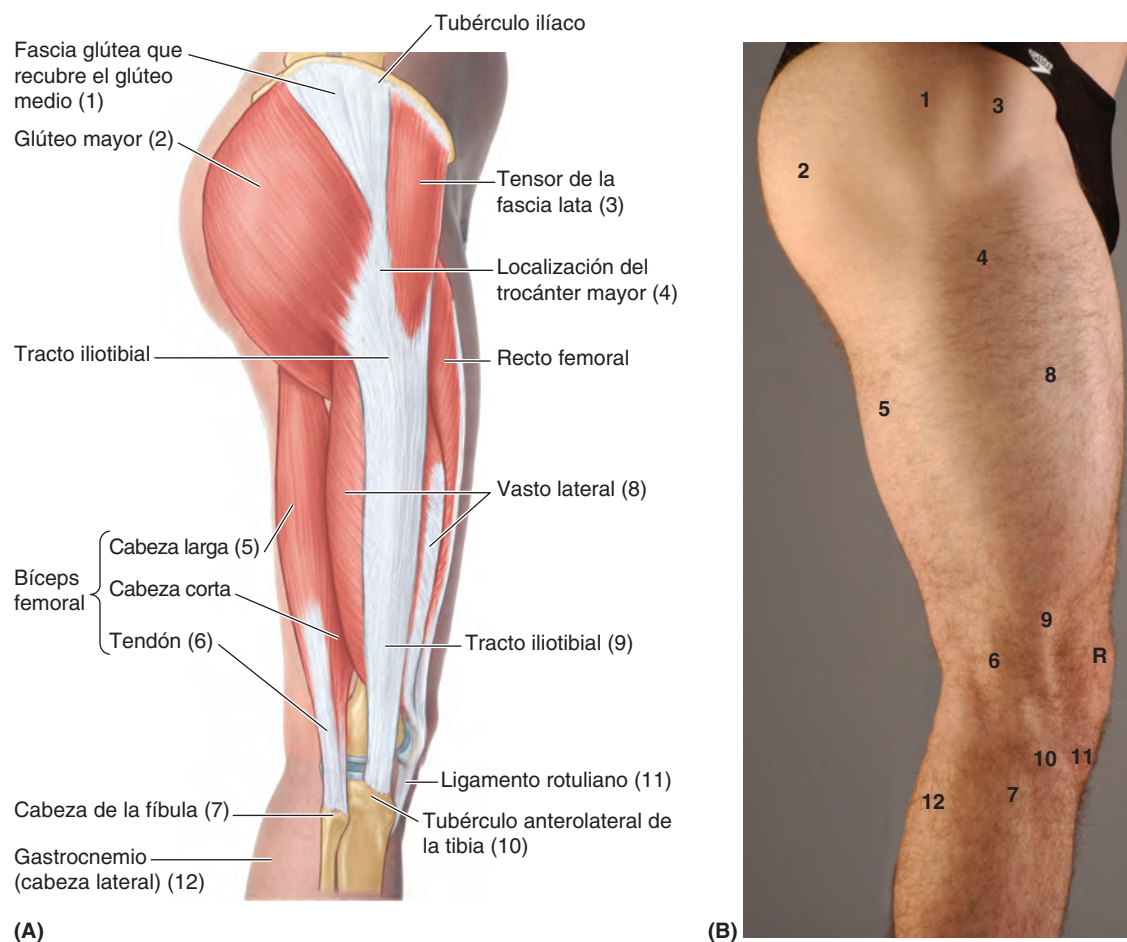 Tubérculo ilíaco
Fascia glútea que
recubre el glúteo
medio (1)
Glúteo mayor (2)
Tensor de la
fascia lata (3)
Localización del
trocánter mayor (4)
Tracto iliotibial
Recto femoral
Vasto lateral (8)
Bíceps
femoral
Cabeza larga (5)
Cabeza corta
Tendón (6)
Tracto iliotibial (9)
Ligamento rotuliano (11)
Cabeza de la fíbula (7)
Tubérculo anterolateral de
la tibia (10)
Gastrocnemio
(cabeza lateral) (12)
(A)
1
3
2
4
8
5
9
6
R
10
11
7
12
(B)